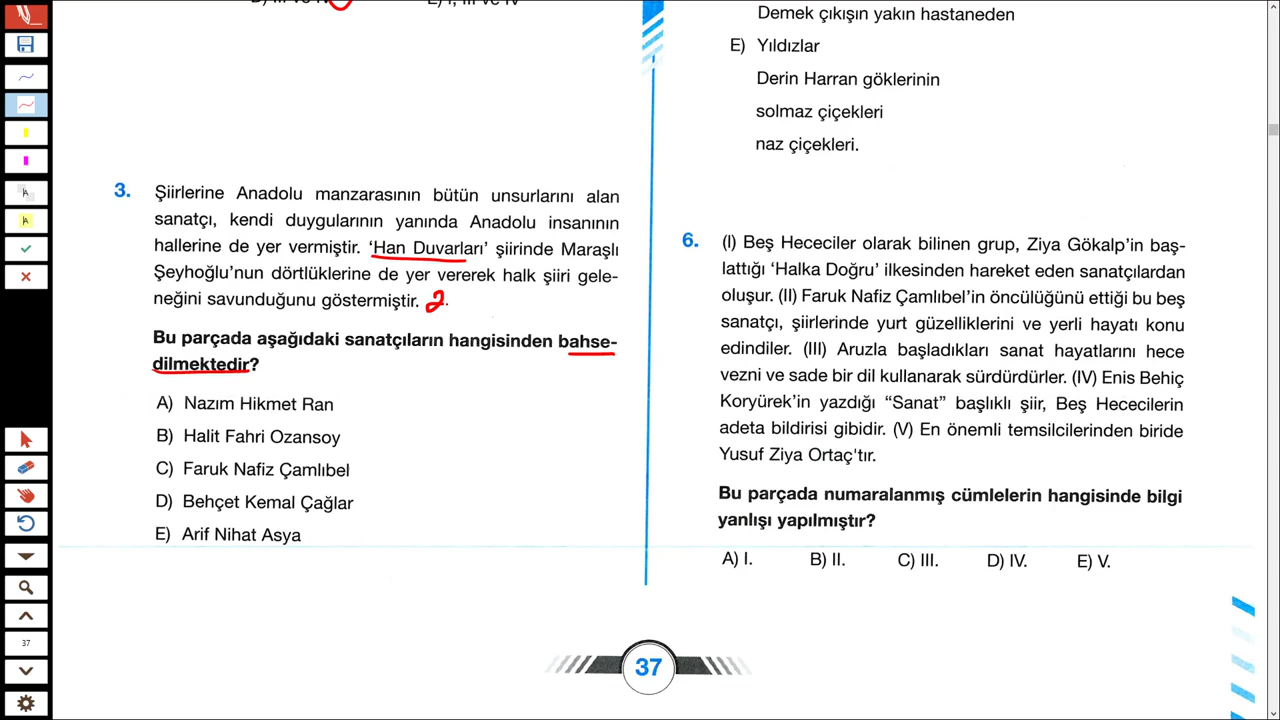 D) III ve IV
E) I, III ve IV
3. Şiirlerine Anadolu manzarasının bütün unsurlarını alan
sanatçı, kendi duygularının yanında Anadolu insanının
hallerine de yer vermiştir. ‘Han Duvarları’ şiirinde Maraşlı
Şeyhoğlu’nun dörtlüklerine de yer vererek halk şiiri gele-
neğini savunduğunu göstermiştir. 2
Bu parçada aşağıdaki sanatçıların hangisinden bahse-
dilmektedir?
A) Nazım Hikmet Ran
B) Halit Fahri Ozansoy
C) Faruk Nafiz Çamlıbel
D) Behçet Kemal Çağlar
E) Arif Nihat Asya
Demek çıkışın yakın hastaneden
E) Yıldızlar
Derin Harran göklerinin
solmaz çiçekleri
naz çiçekleri.
6. (I) Beş Hececiler olarak bilinen grup, Ziya Gökalp’in baş-
lattığı ‘Halka Doğru’ ilkesinden hareket eden sanatçılardan
oluşur. (II) Faruk Nafiz Çamlıbel’in öncülüğünü ettiği bu beş
sanatçı, şiirlerinde yurt güzelliklerini ve yerli hayatı konu
edindiler. (III) Aruzla başladıkları sanat hayatlarını hece
vezni ve sade bir dil kullanarak sürdürdürler. (IV) Enis Behiç
Koryürek’in yazdığı “Sanat” başlıklı şiir, Beş Hececilerin
adeta bildirisi gibidir. (V) En önemli temsilcilerinden biride
Yusuf Ziya Ortaç'tır.
Bu parçada numaralanmış cümlelerin hangisinde bilgi
yanlışı yapılmıştır?
A) I. B) II. C) III. D) IV. E) V.
37
37